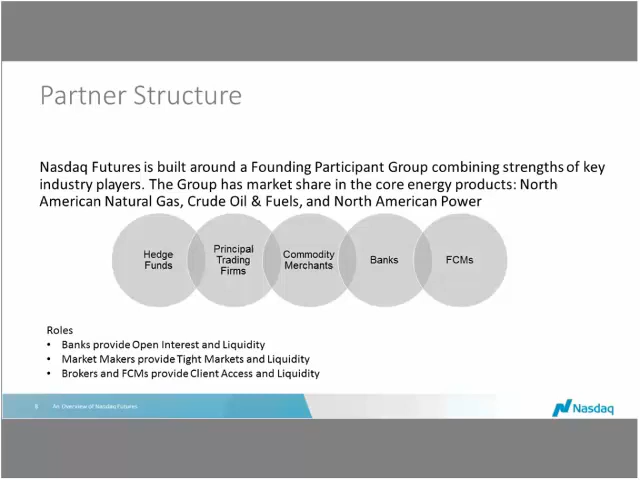 Partner Structure
Nasdaq Futures is built around a Founding Participant Group combining strengths of key
industry players. The Group has market share in the core energy products: North
American Natural Gas, Crude Oil & Fuels, and North American Power
Hedge
Funds
Principal
Trading
Firms
Commodity
Merchants
Banks
FCMs
Roles
• Banks provide Open Interest and Liquidity
• Market Makers provide Tight Markets and Liquidity
• Brokers and FCMs provide Client Access and Liquidity
An Overview of Nasdaq Futures
Nasdaq